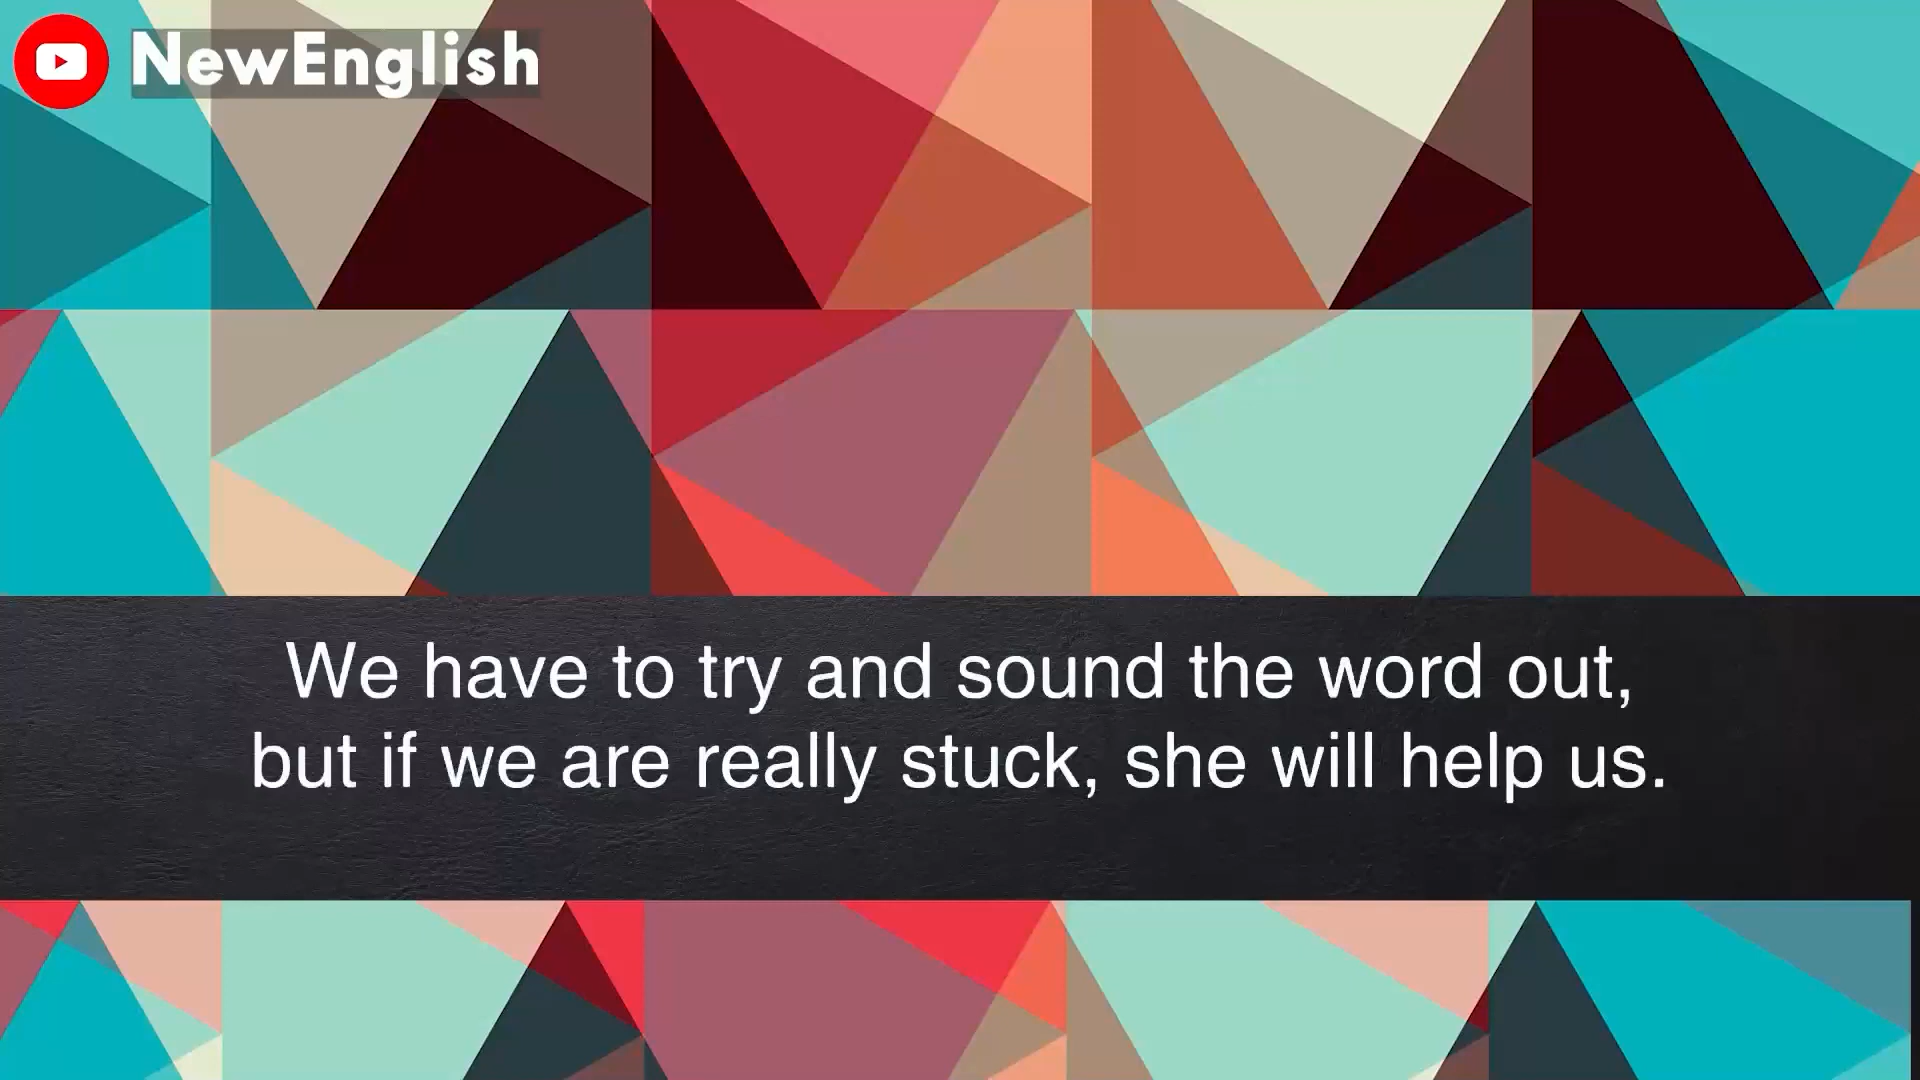 NewEnglish
We have to try and sound the word out,
but if we are really stuck, she will help us.